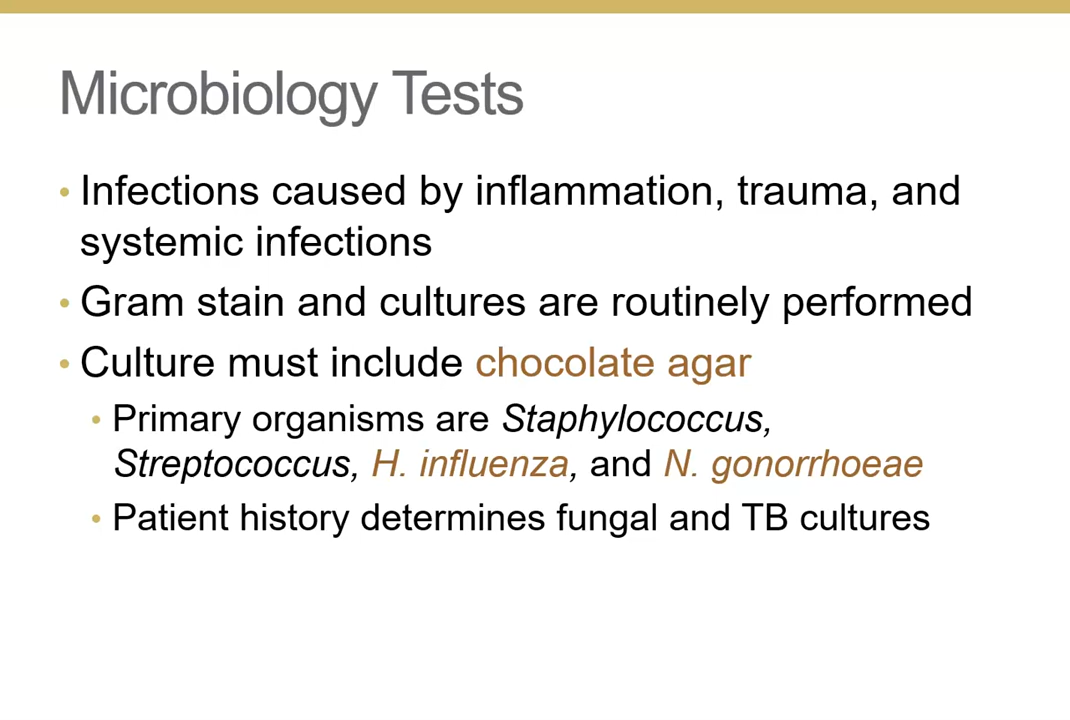 Microbiology Tests
• Infections caused by inflammation, trauma, and
systemic infections
• Gram stain and cultures are routinely performed
• Culture must include chocolate agar
• Primary organisms are Staphylococcus,
Streptococcus, H. influenza, and N. gonorrhoeae
• Patient history determines fungal and TB cultures